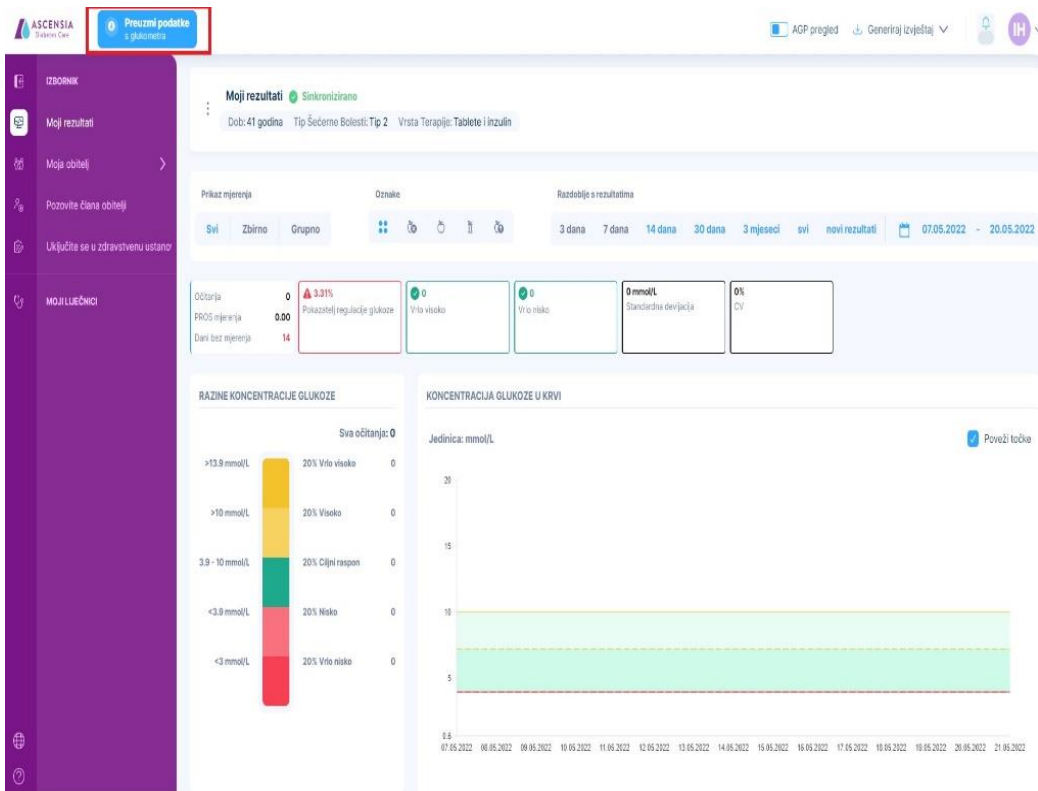 ASCENSIA
Diabetes Care
Preuzmi podatke
s glukometra
AGP pregled
Generiraj izvještaj
IH
IZBORNIK
Moji rezultati
Moja obitelj
Pozovite člana obitelji
Uključite se u zdravstvenu ustanov
MOJI LIJEČNICI
Moji rezultati Sinkronizirano
Dob: 41 godina Tip Šećerne Bolesti: Tip 2 Vrsta Terapije: Tablete i inzulin
Prikaz mjerenja
Svi Zbirno Grupno
Oznake
Razdoblje s rezultatima
3 dana 7 dana 14 dana 30 dana 3 mjeseci svi novi rezultati 07.05.2022 - 20.05.2022
Očitanja 0
PROS mjerenja 0.00
Dani bez mjerenja 14
3.31%
Pokazatelj regulacije glukoze
0
Vrlo visoko
0
Vrlo nisko
0 mmol/L
Standardna devijacija
0%
CV
RAZINE KONCENTRACIJE GLUKOZE
Sva očitanja: 0
>13.9 mmol/L 20% Vrlo visoko 0
>10 mmol/L 20% Visoko 0
3.9 - 10 mmol/L 20% Ciljni raspon 0
<3.9 mmol/L 20% Nisko 0
<3 mmol/L 20% Vrlo nisko 0
KONCENTRACIJA GLUKOZE U KRVI
Jedinica: mmol/L
Poveži točke
20
15
10
5
0.6
07.05.2022 08.05.2022 09.05.2022 10.05.2022 11.05.2022 12.05.2022 13.05.2022 14.05.2022 15.05.2022 16.05.2022 17.05.2022 18.05.2022 19.05.2022 20.05.2022 21.05.2022